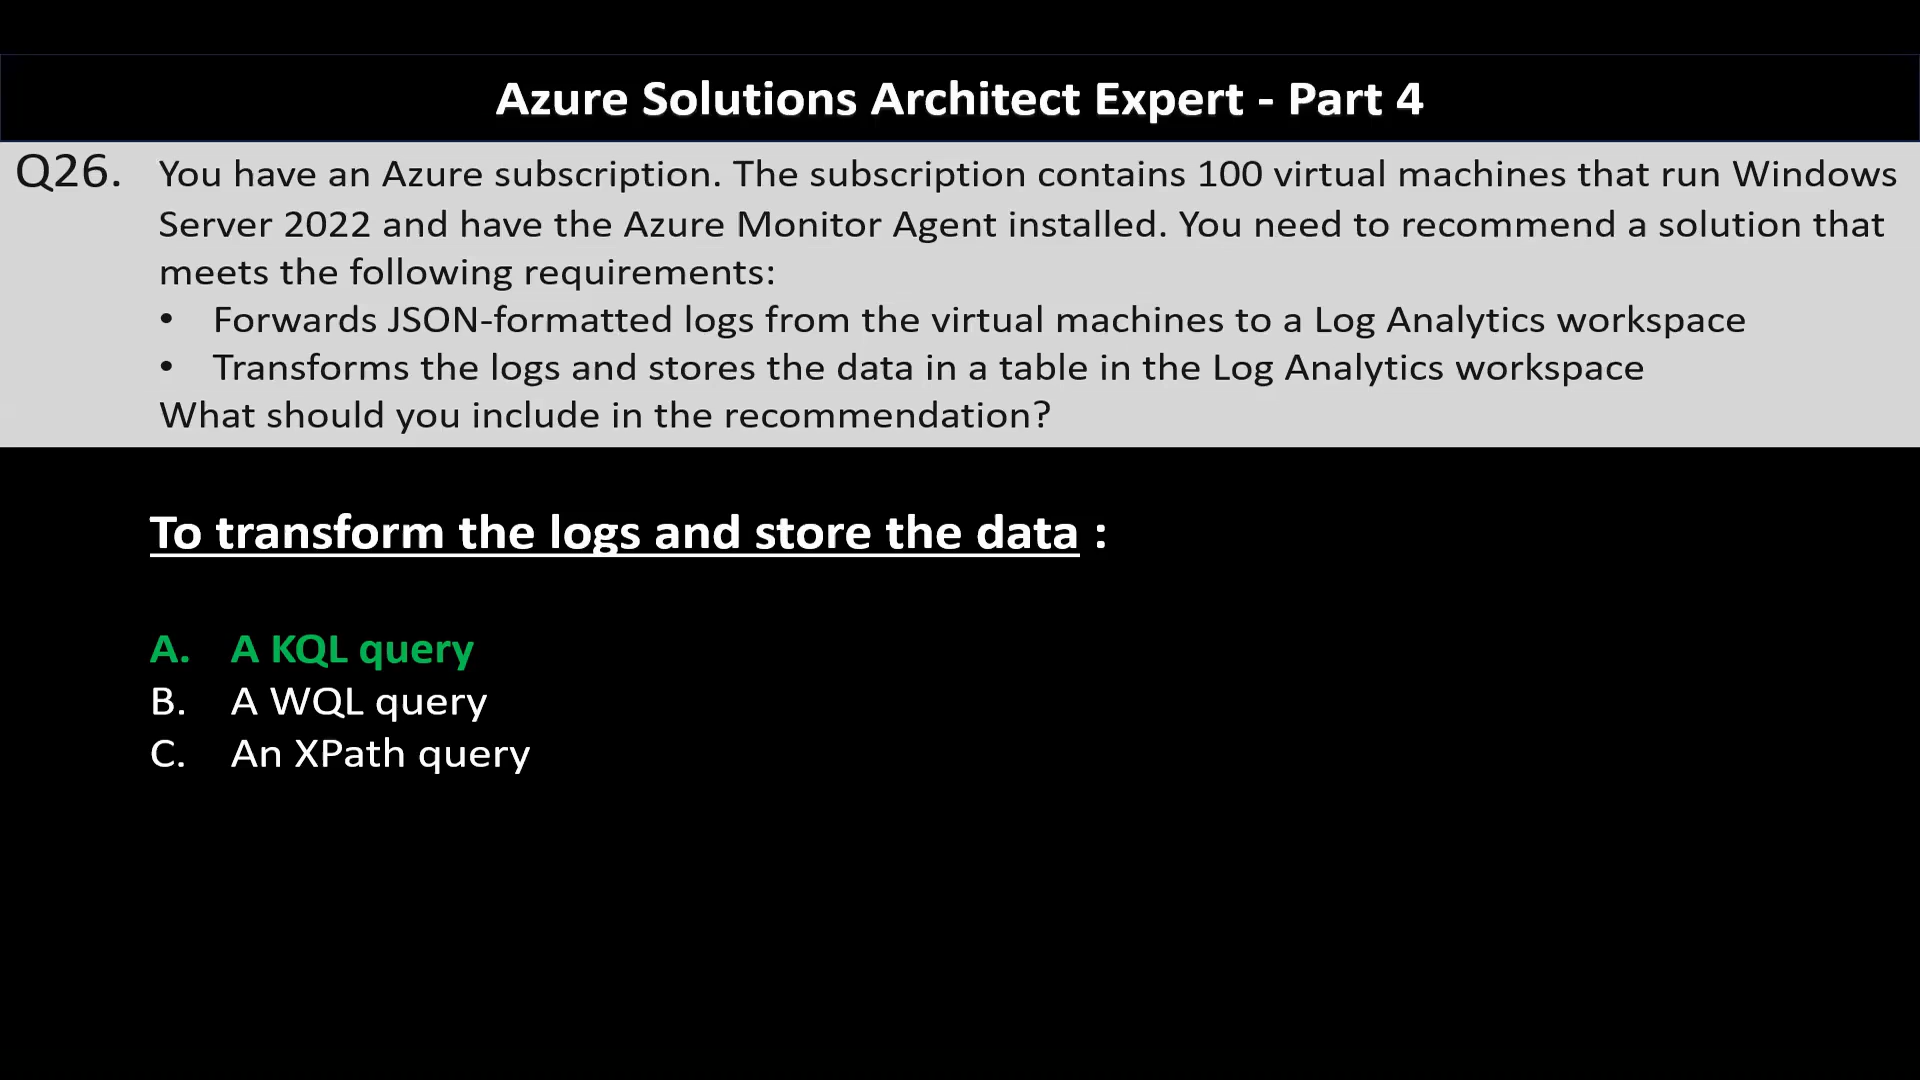 Azure Solutions Architect Expert - Part 4
Q26. You have an Azure subscription. The subscription contains 100 virtual machines that run Windows
Server 2022 and have the Azure Monitor Agent installed. You need to recommend a solution that
meets the following requirements:
• Forwards JSON-formatted logs from the virtual machines to a Log Analytics workspace
• Transforms the logs and stores the data in a table in the Log Analytics workspace
What should you include in the recommendation?
To transform the logs and store the data :
A. A KQL query
B. A WQL query
C. An XPath query